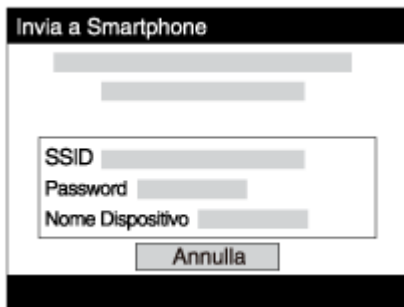 Invia a Smartphone
SSID
Password
Nome Dispositivo
Annulla